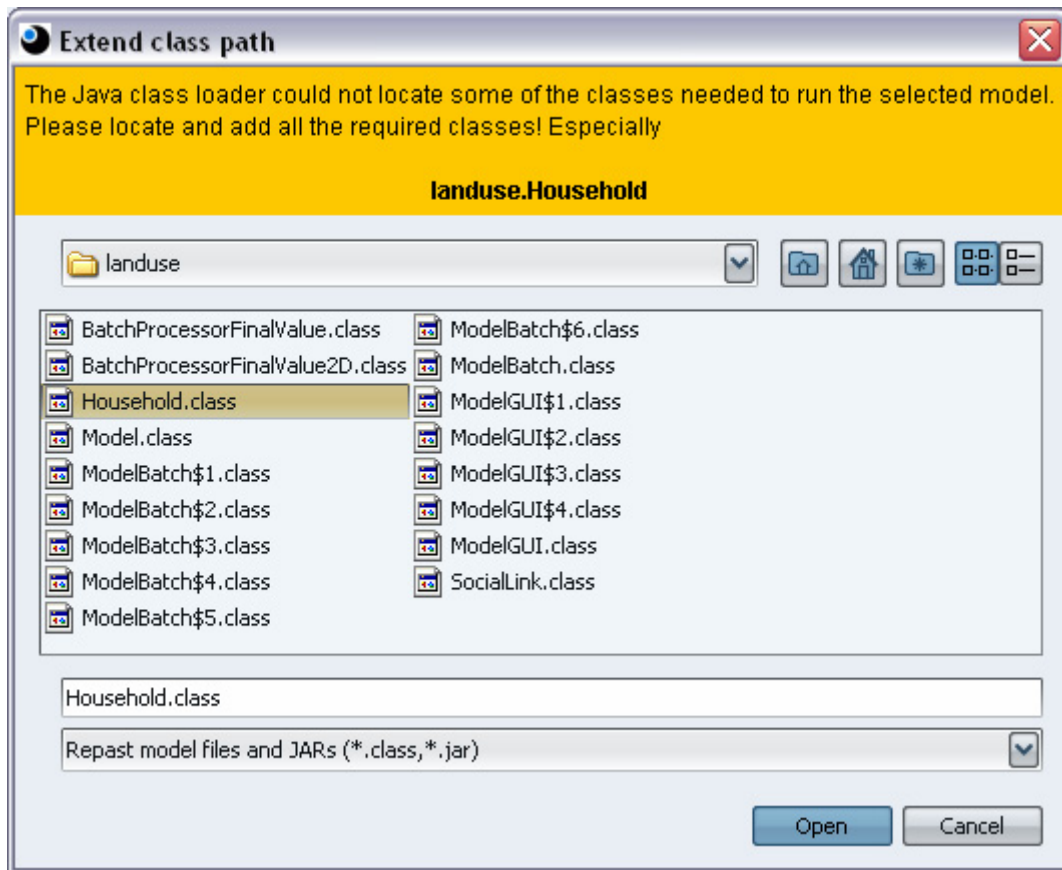 Extend class path
The Java class loader could not locate some of the classes needed to run the selected model.
Please locate and add all the required classes! Especially
landuse.Household
landuse
BatchProcessorFinalValue.class
BatchProcessorFinalValue2D.class
Household.class
Model.class
ModelBatch$1.class
ModelBatch$2.class
ModelBatch$3.class
ModelBatch$4.class
ModelBatch$5.class
ModelBatch$6.class
ModelBatch.class
ModelGUI$1.class
ModelGUI$2.class
ModelGUI$3.class
ModelGUI$4.class
ModelGUI.class
SocialLink.class
Household.class
Repast model files and JARs (*.class,*.jar)
Open Cancel